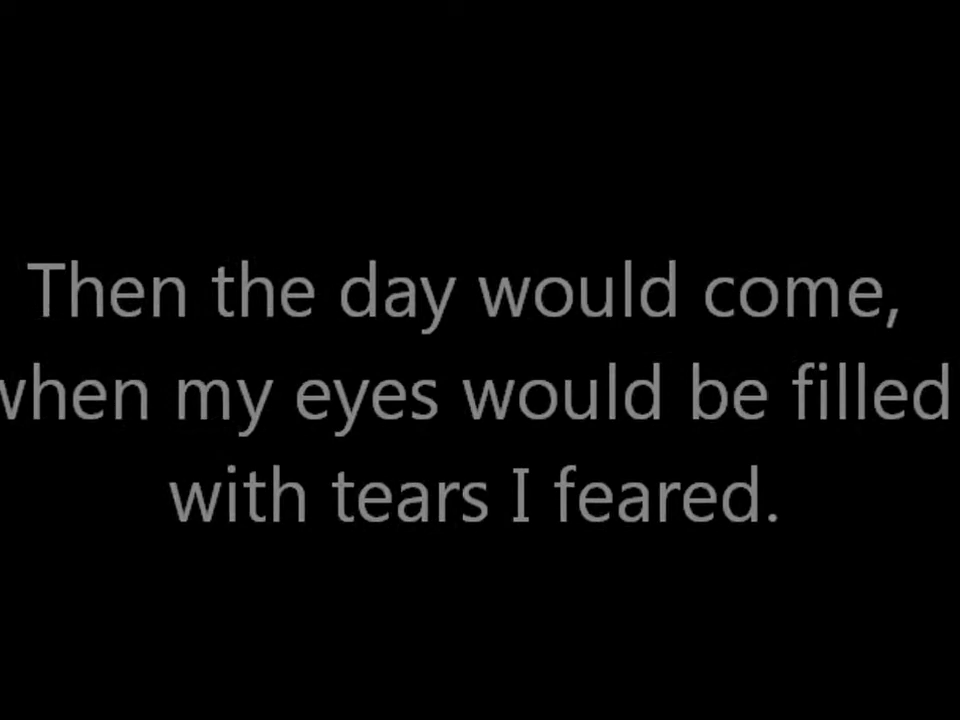 Then the day would come,
when my eyes would be filled
with tears I feared.